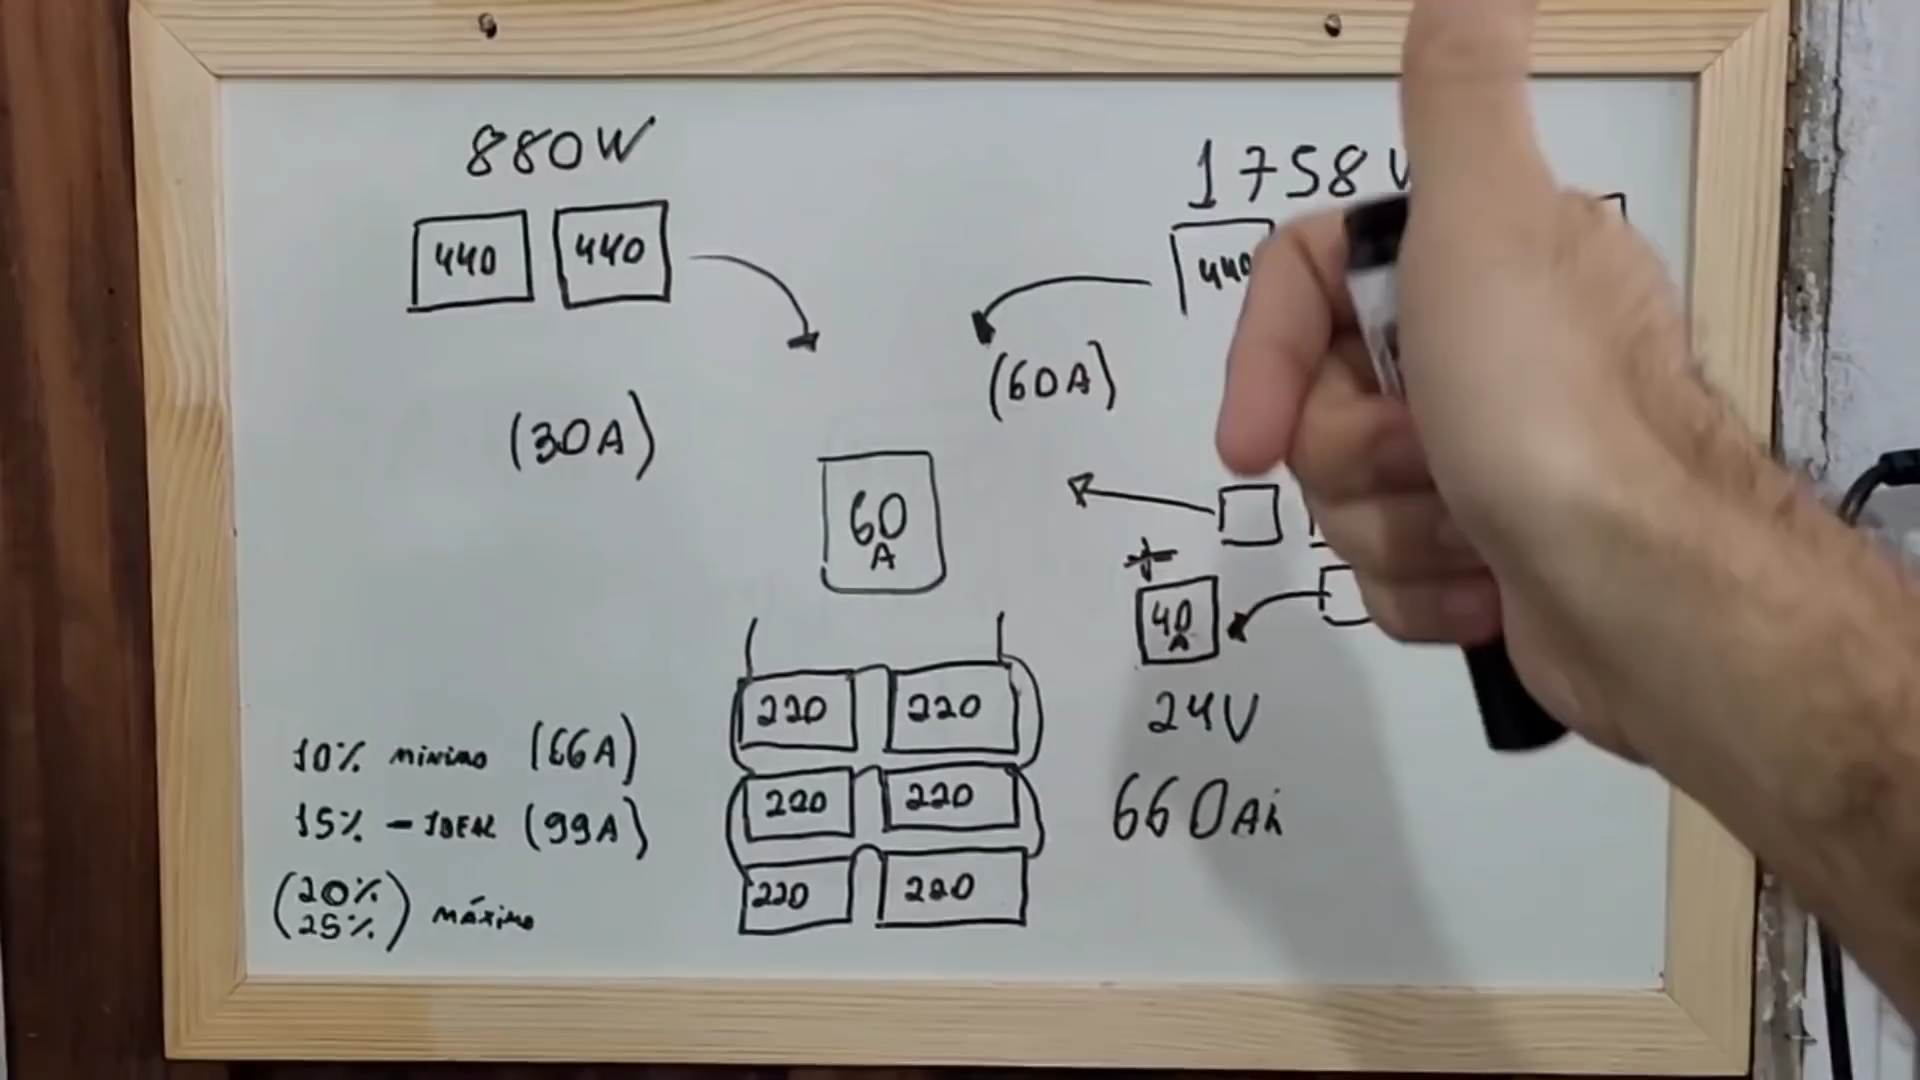 880W
1758
440 440
440
(30A)
(60A)
60
A
40
A
24V
660Ah
220 220
220 220
220 220
10% MíNIMO (66A)
15% - IDEAL (99A)
(20%
25%) MÁXIMO